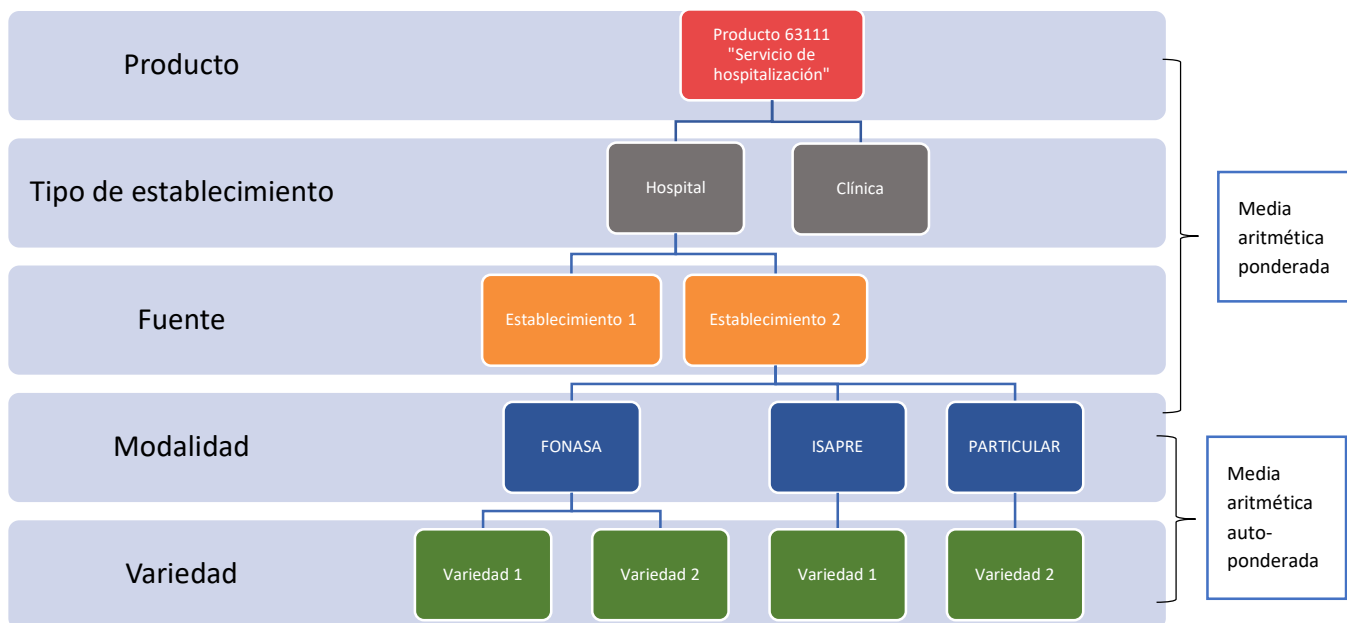 Producto
Producto 63111
"Servicio de
hospitalización"
Tipo de establecimiento
Hospital
Clínica
Media
aritmética
ponderada
Fuente
Establecimiento 1
Establecimiento 2
Modalidad
FONASA
ISAPRE
PARTICULAR
Media
aritmética
auto-
ponderada
Variedad
Variedad 1
Variedad 2
Variedad 1
Variedad 2